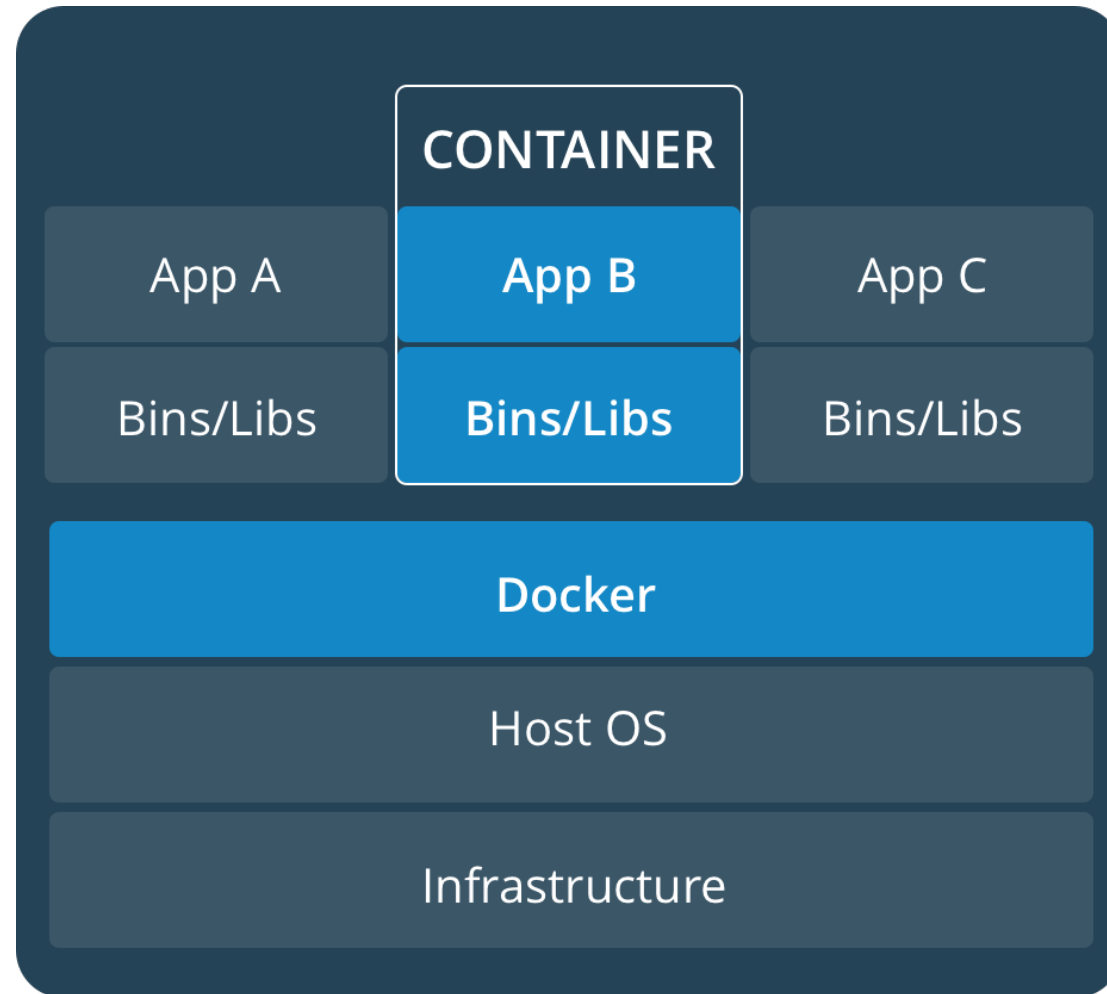 CONTAINER
App A
App B
App C
Bins/Libs
Bins/Libs
Bins/Libs
Docker
Host OS
Infrastructure